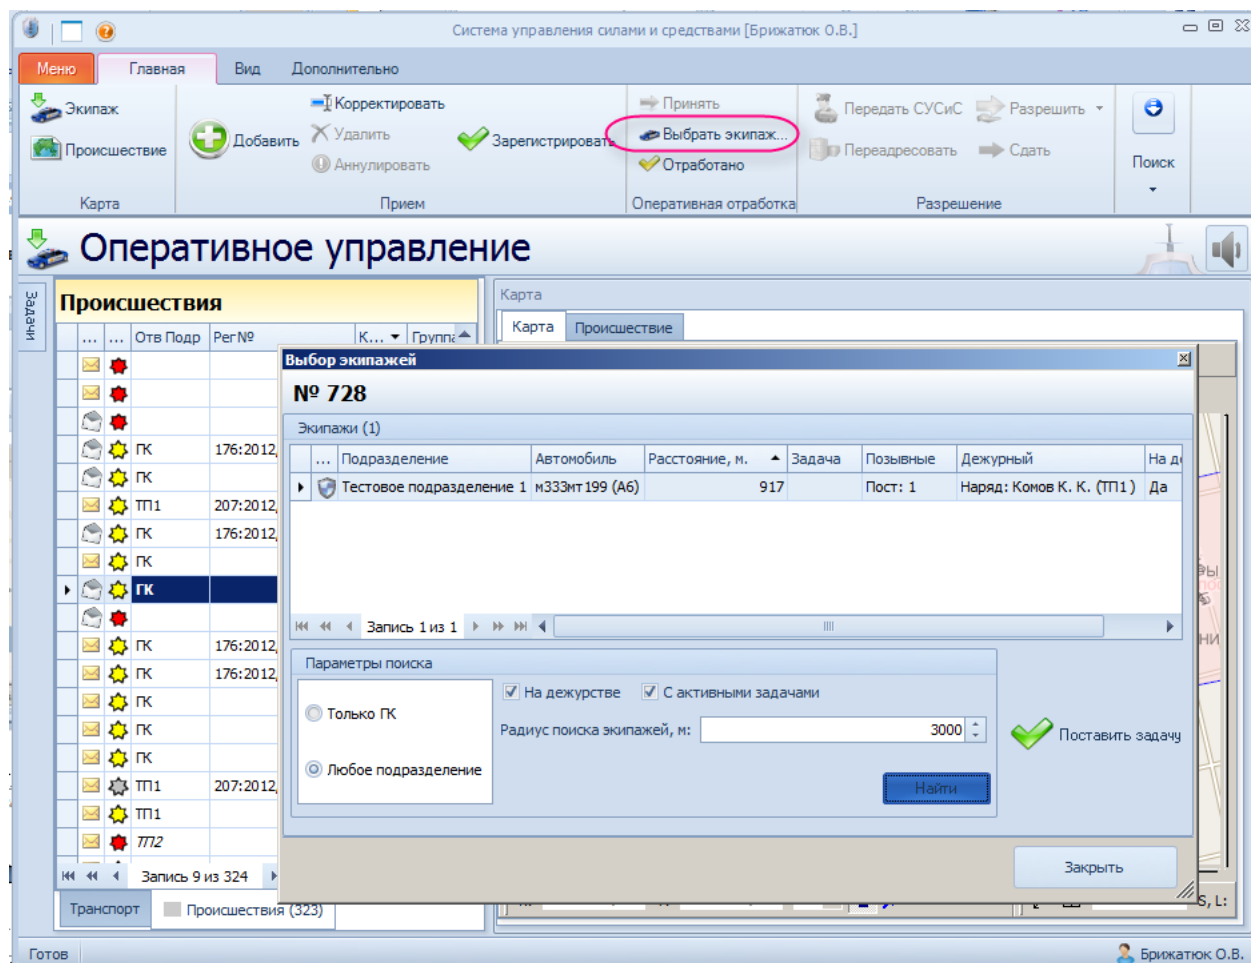 Система управления силами и средствами [Брижатюк О.В.]
Меню Главная Вид Дополнительно
Экипаж
Происшествие
Карта
Добавить
Корректировать
Удалить
Аннулировать
Зарегистрировать
Прием
Принять
Выбрать экипаж...
Отработано
Оперативная отработка
Передать СУСиС
Разрешить
Переадресовать
Сдать
Разрешение
Поиск
Оперативное управление
Задачи
Происшествия
... ... Отв Подр Рег№ К... Группа
ГК 176:2012,
ГК
ТП1 207:2012,
ГК 176:2012,
ГК
ГК
ГК 176:2012,
ГК 176:2012,
ГК
ГК
ГК
ТП1 207:2012,
ТП1
ТП2
Запись 9 из 324
Транспорт Происшествия (323)
Карта
Карта Происшествие
Выбор экипажей
№ 728
Экипажи (1)
... Подразделение Автомобиль Расстояние, м. Задача Позывные Дежурный На де
Тестовое подразделение 1 м333мт199 (А6) 917 Пост: 1 Наряд: Комов К. К. (ТП1) Да
Запись 1 из 1
Параметры поиска
Только ГК
Любое подразделение
На дежурстве С активными задачами
Радиус поиска экипажей, м: 3000
Найти
Поставить задачу
Закрыть
S, L:
Готов
Брижатюк О.В.